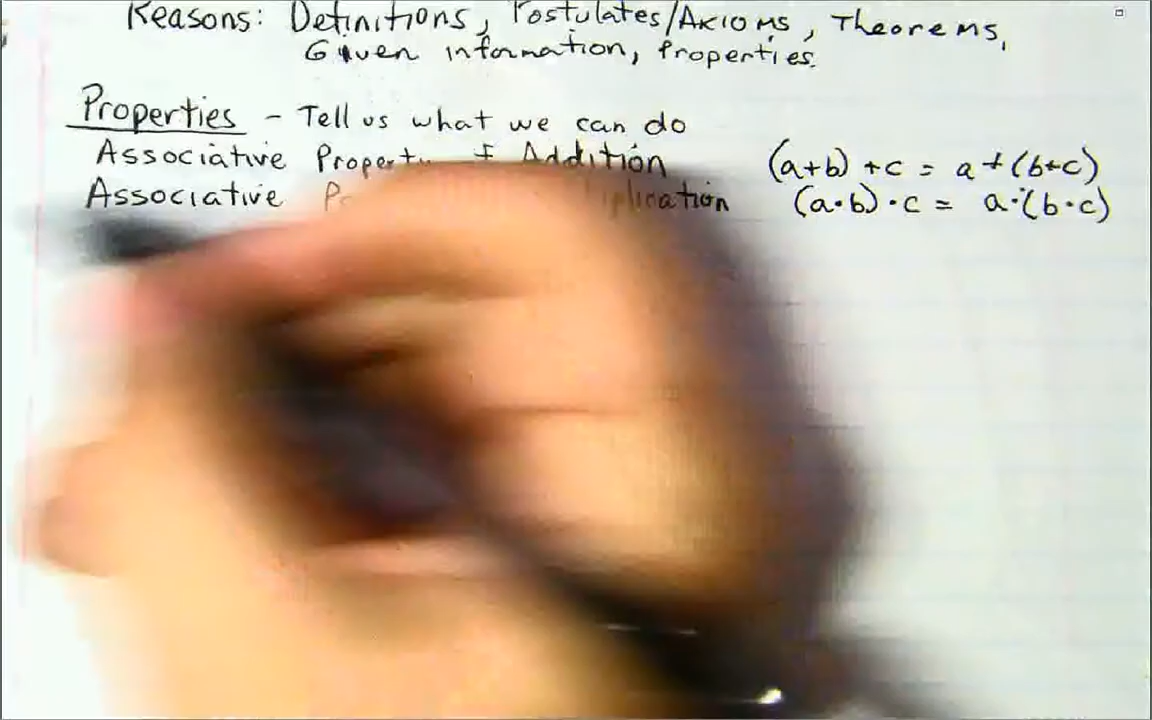 Reasons: Definitions, Postulates/Axioms, Theorems,
Given information, Properties.
Properties - Tell us what we can do
Associative Addition (a+b)+c = a+(b+c)
Associative (a·b)·c = a·(b·c)